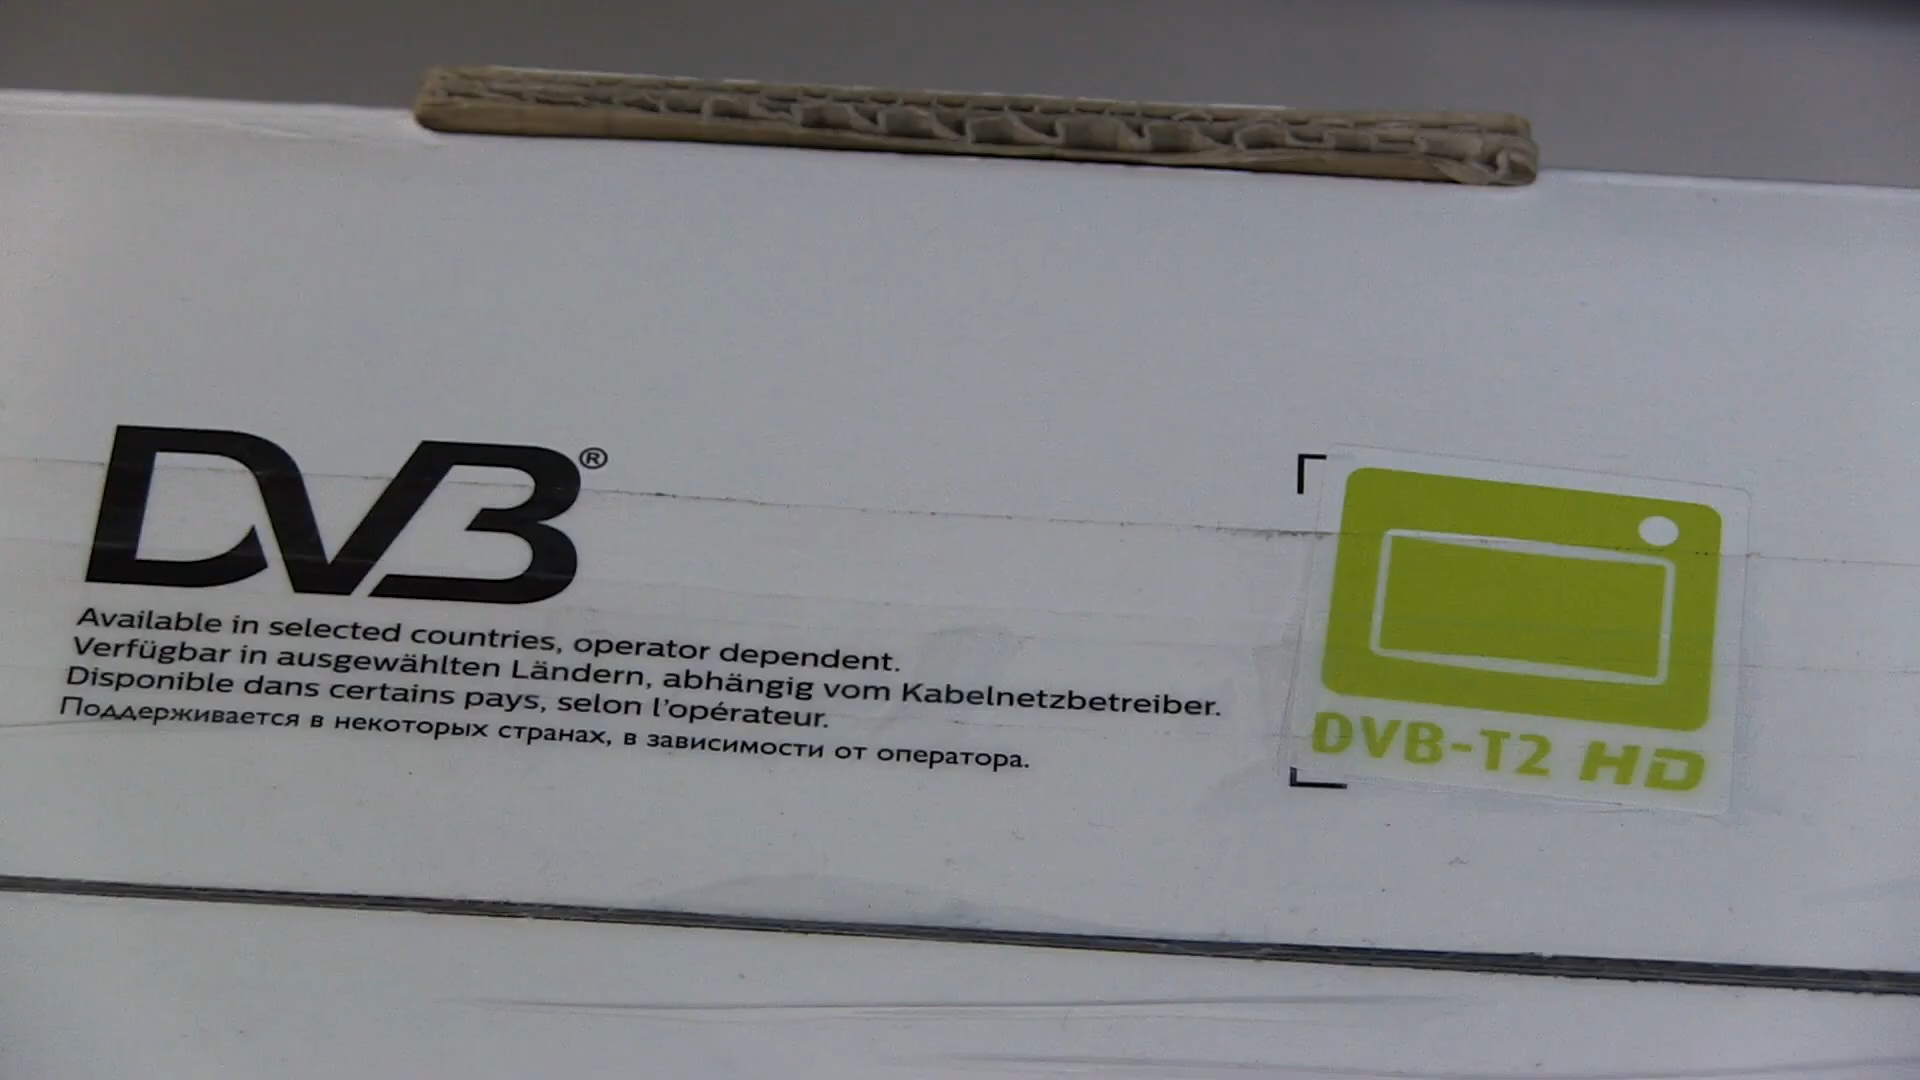 DVB®
Available in selected countries, operator dependent.
Verfügbar in ausgewählten Ländern, abhängig vom Kabelnetzbetreiber.
Disponible dans certains pays, selon l'opérateur.
Поддерживается в некоторых странах, в зависимости от оператора.
DVB-T2 HD